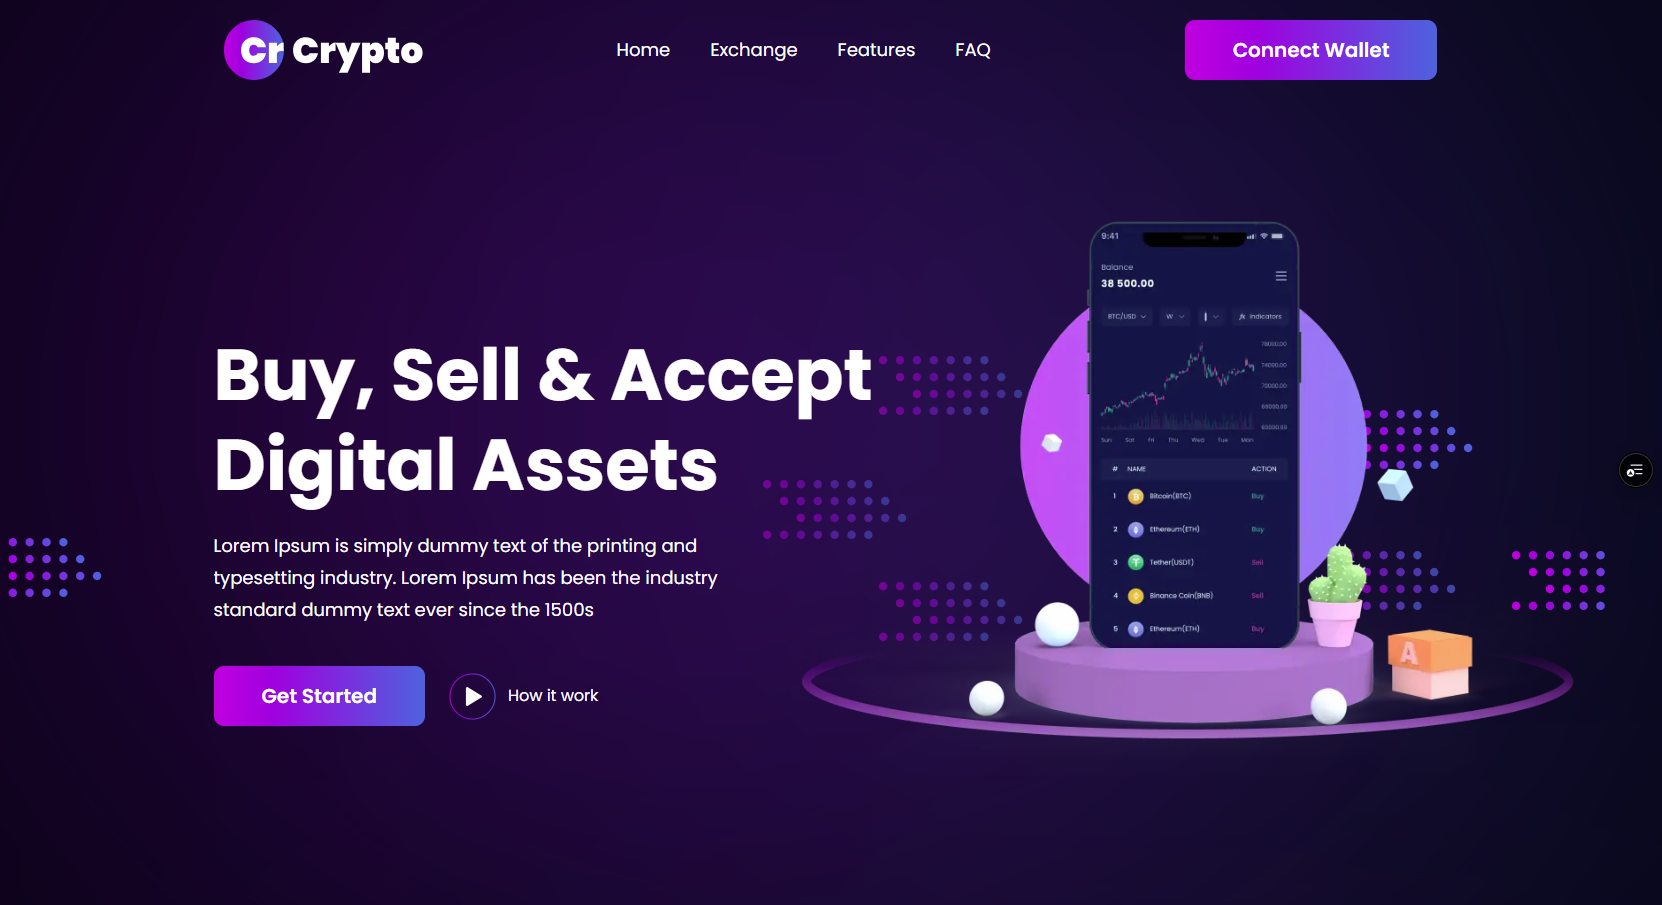 Cr Crypto
Home Exchange Features FAQ
Connect Wallet
Buy, Sell & Accept
Digital Assets
Lorem Ipsum is simply dummy text of the printing and
typesetting industry. Lorem Ipsum has been the industry
standard dummy text ever since the 1500s
Get Started
How it work
9:41
Balance
38 500.00
BTC/USD W fx Indicators
78000.00
74000.00
70000.00
60000.00
Sun Sat Fri Thu Wed Tue Mon
# NAME ACTION
1 Bitcoin(BTC) Buy
2 Ethereum(ETH) Buy
3 Tether(USDT) Sell
4 Binance Coin(BNB) Sell
5 Ethereum(ETH) Buy
A